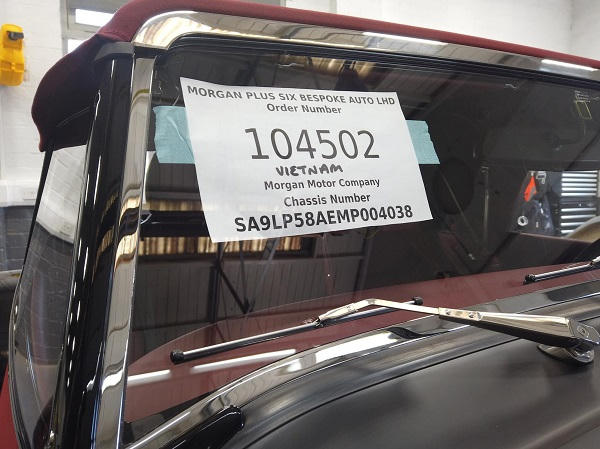 MORGAN PLUS SIX BESPOKE AUTO LHD
Order Number
104502
VIETNAM
Morgan Motor Company
Chassis Number
SA9LP58AEMP004038